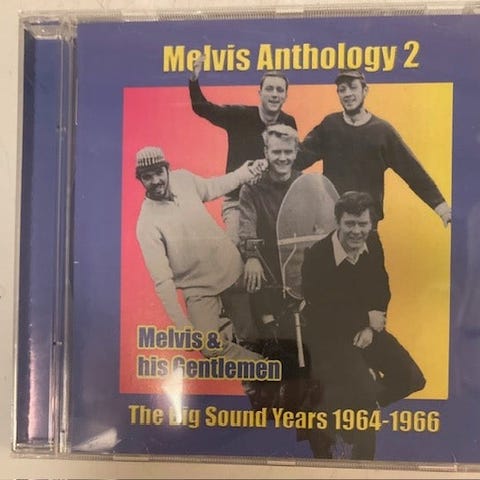 Melvis Anthology 2
Melvis &
his Gentlemen
The Big Sound Years 1964-1966